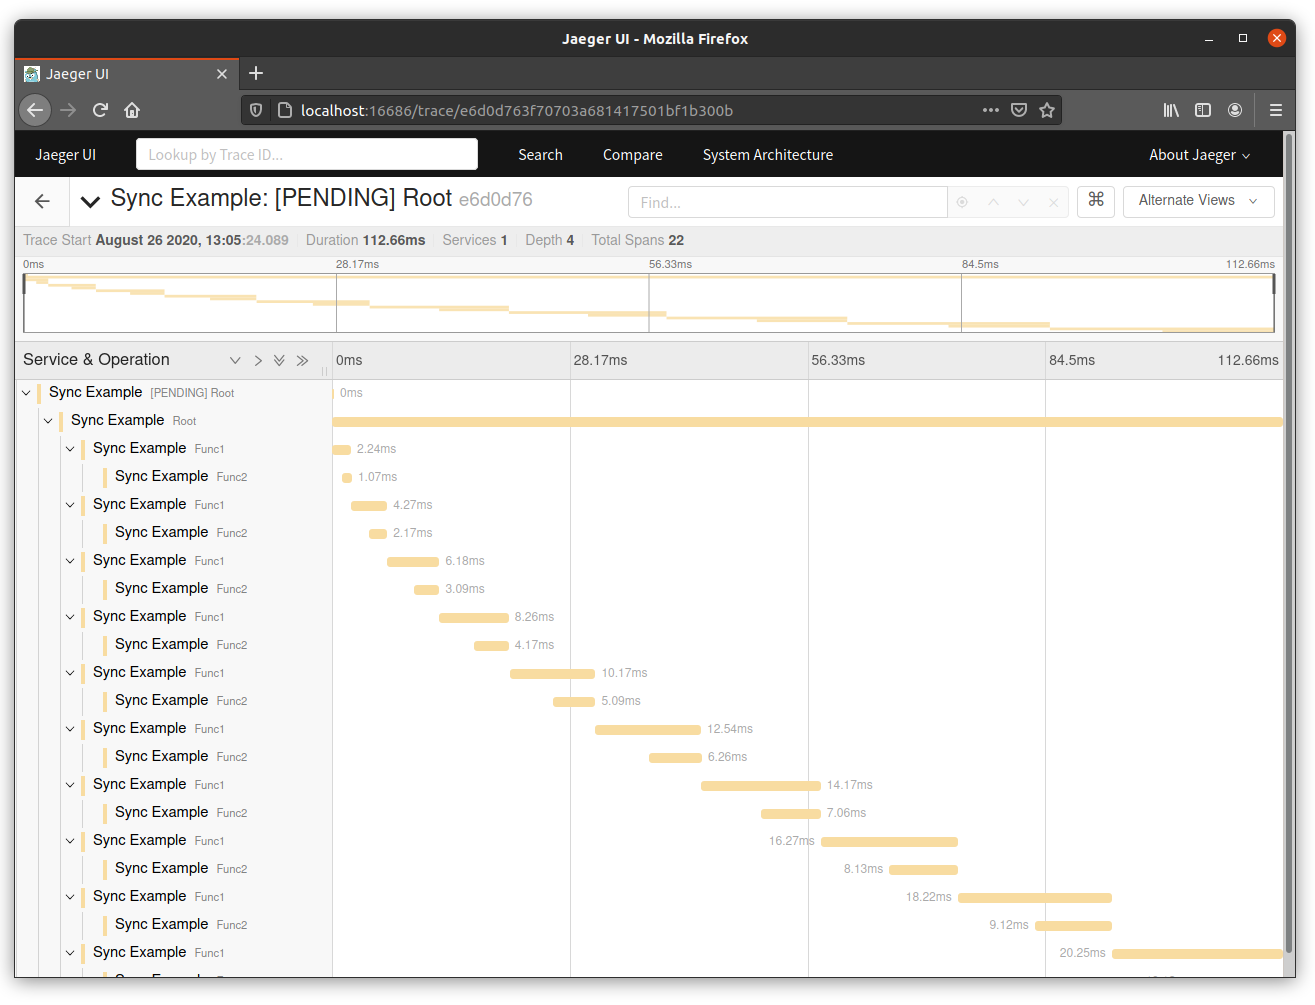 Jaeger UI - Mozilla Firefox
Jaeger UI
localhost:16686/trace/e6d0d763f70703a681417501bf1b300b
Jaeger UI Lookup by Trace ID... Search Compare System Architecture About Jaeger
Sync Example: [PENDING] Root e6d0d76 Find... ⌘ Alternate Views
Trace Start August 26 2020, 13:05:24.089 Duration 112.66ms Services 1 Depth 4 Total Spans 22
0ms 28.17ms 56.33ms 84.5ms 112.66ms
Service & Operation 0ms 28.17ms 56.33ms 84.5ms 112.66ms
Sync Example [PENDING] Root 0ms
Sync Example Root
Sync Example Func1 2.24ms
Sync Example Func2 1.07ms
Sync Example Func1 4.27ms
Sync Example Func2 2.17ms
Sync Example Func1 6.18ms
Sync Example Func2 3.09ms
Sync Example Func1 8.26ms
Sync Example Func2 4.17ms
Sync Example Func1 10.17ms
Sync Example Func2 5.09ms
Sync Example Func1 12.54ms
Sync Example Func2 6.26ms
Sync Example Func1 14.17ms
Sync Example Func2 7.06ms
Sync Example Func1 16.27ms
Sync Example Func2 8.13ms
Sync Example Func1 18.22ms
Sync Example Func2 9.12ms
Sync Example Func1 20.25ms